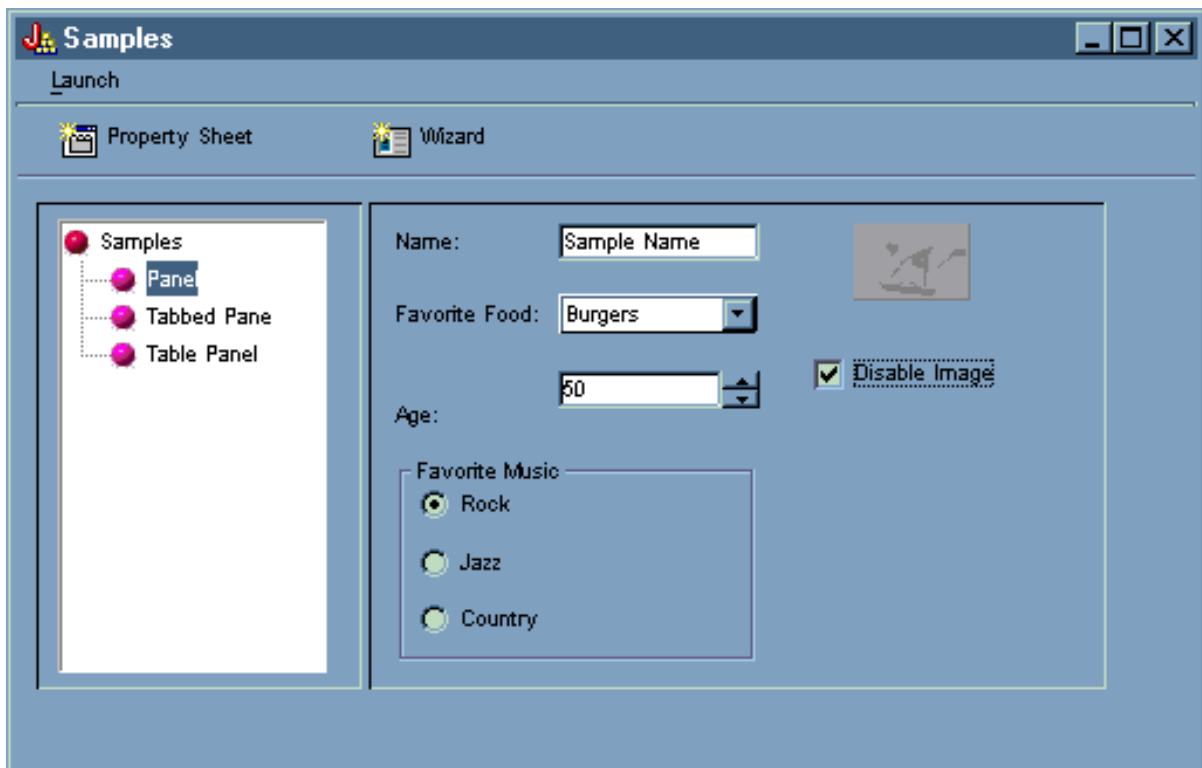 Samples
Launch
Property Sheet
Wizard
Samples
Panel
Tabbed Pane
Table Panel
Name:
Sample Name
Favorite Food:
Burgers
Age:
50
Disable Image
Favorite Music
Rock
Jazz
Country